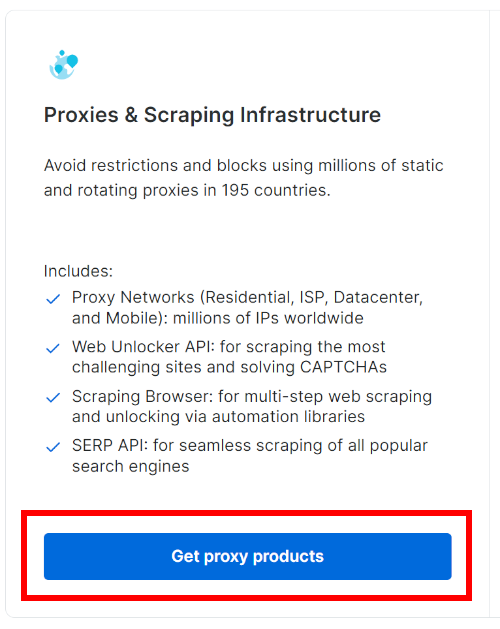 Proxies & Scraping Infrastructure
Avoid restrictions and blocks using millions of static
and rotating proxies in 195 countries.
Includes:
Proxy Networks (Residential, ISP, Datacenter,
and Mobile): millions of IPs worldwide
Web Unlocker API: for scraping the most
challenging sites and solving CAPTCHAs
Scraping Browser: for multi-step web scraping
and unlocking via automation libraries
SERP API: for seamless scraping of all popular
search engines
Get proxy products